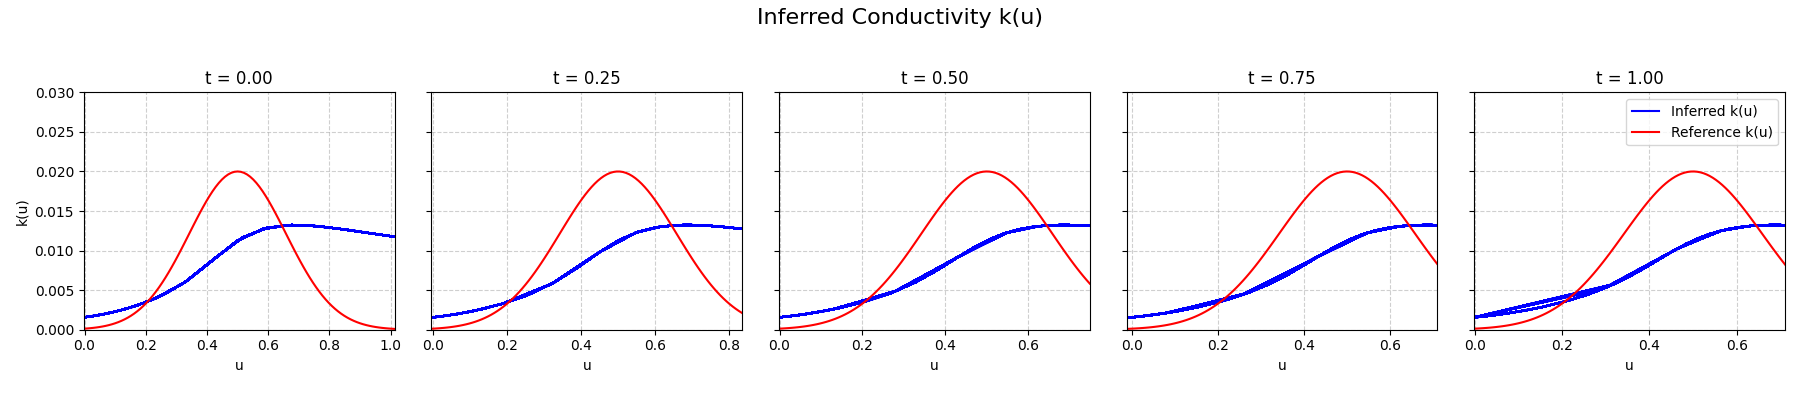 Inferred Conductivity k(u)
t = 0.00
t = 0.25
t = 0.50
t = 0.75
t = 1.00
k(u)
0.030
0.025
0.020
0.015
0.010
0.005
0.000
Inferred k(u)
Reference k(u)
0.0 0.2 0.4 0.6 0.8 1.0
0.0 0.2 0.4 0.6 0.8
0.0 0.2 0.4 0.6
0.0 0.2 0.4 0.6
0.0 0.2 0.4 0.6
u
u
u
u
u